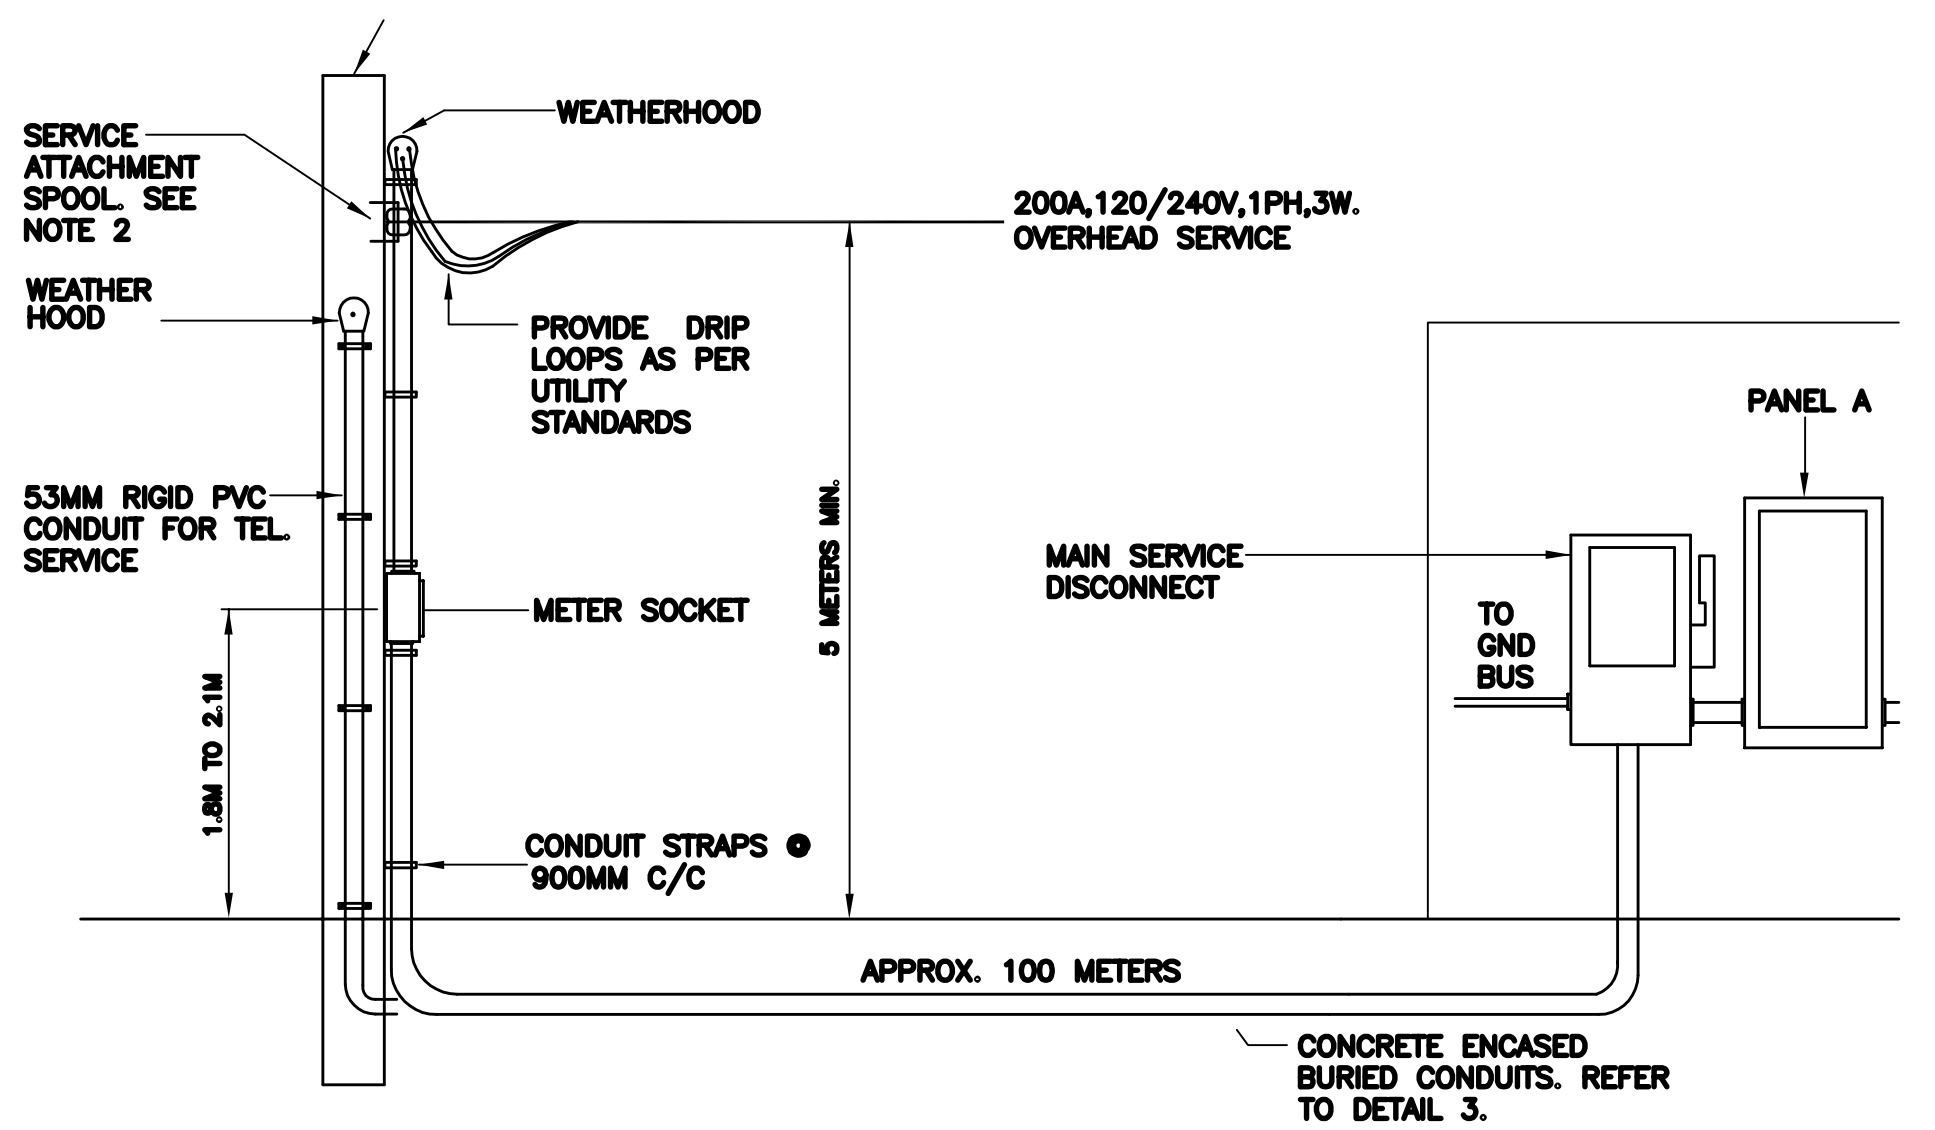 WEATHERHOOD
SERVICE
ATTACHMENT
SPOOL. SEE
NOTE 2
200A,120/240V,1PH,3W.
OVERHEAD SERVICE
WEATHER
HOOD
PROVIDE DRIP
LOOPS AS PER
UTILITY
STANDARDS
PANEL A
53MM RIGID PVC
CONDUIT FOR TEL.
SERVICE
5 METERS MIN.
MAIN SERVICE
DISCONNECT
METER SOCKET
TO
GND
BUS
1.8M TO 2.1M
CONDUIT STRAPS @
900MM C/C
APPROX. 100 METERS
CONCRETE ENCASED
BURIED CONDUITS. REFER
TO DETAIL 3.